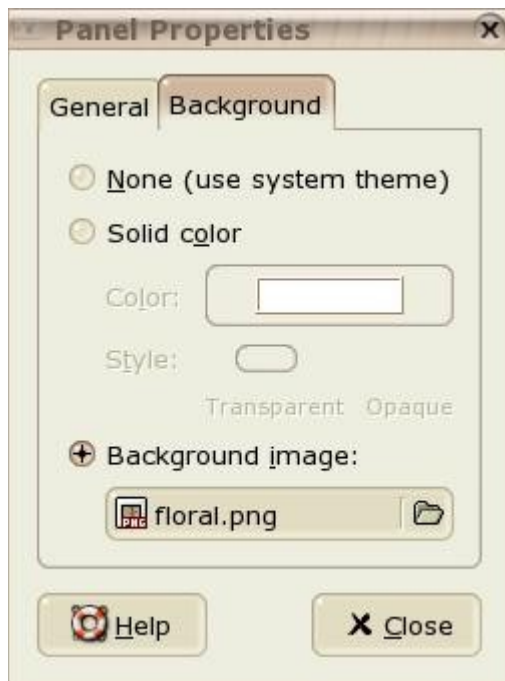 Panel Properties
General Background
None (use system theme)
Solid color
Color:
Style:
Transparent Opaque
Background image:
PNG floral.png
Help Close